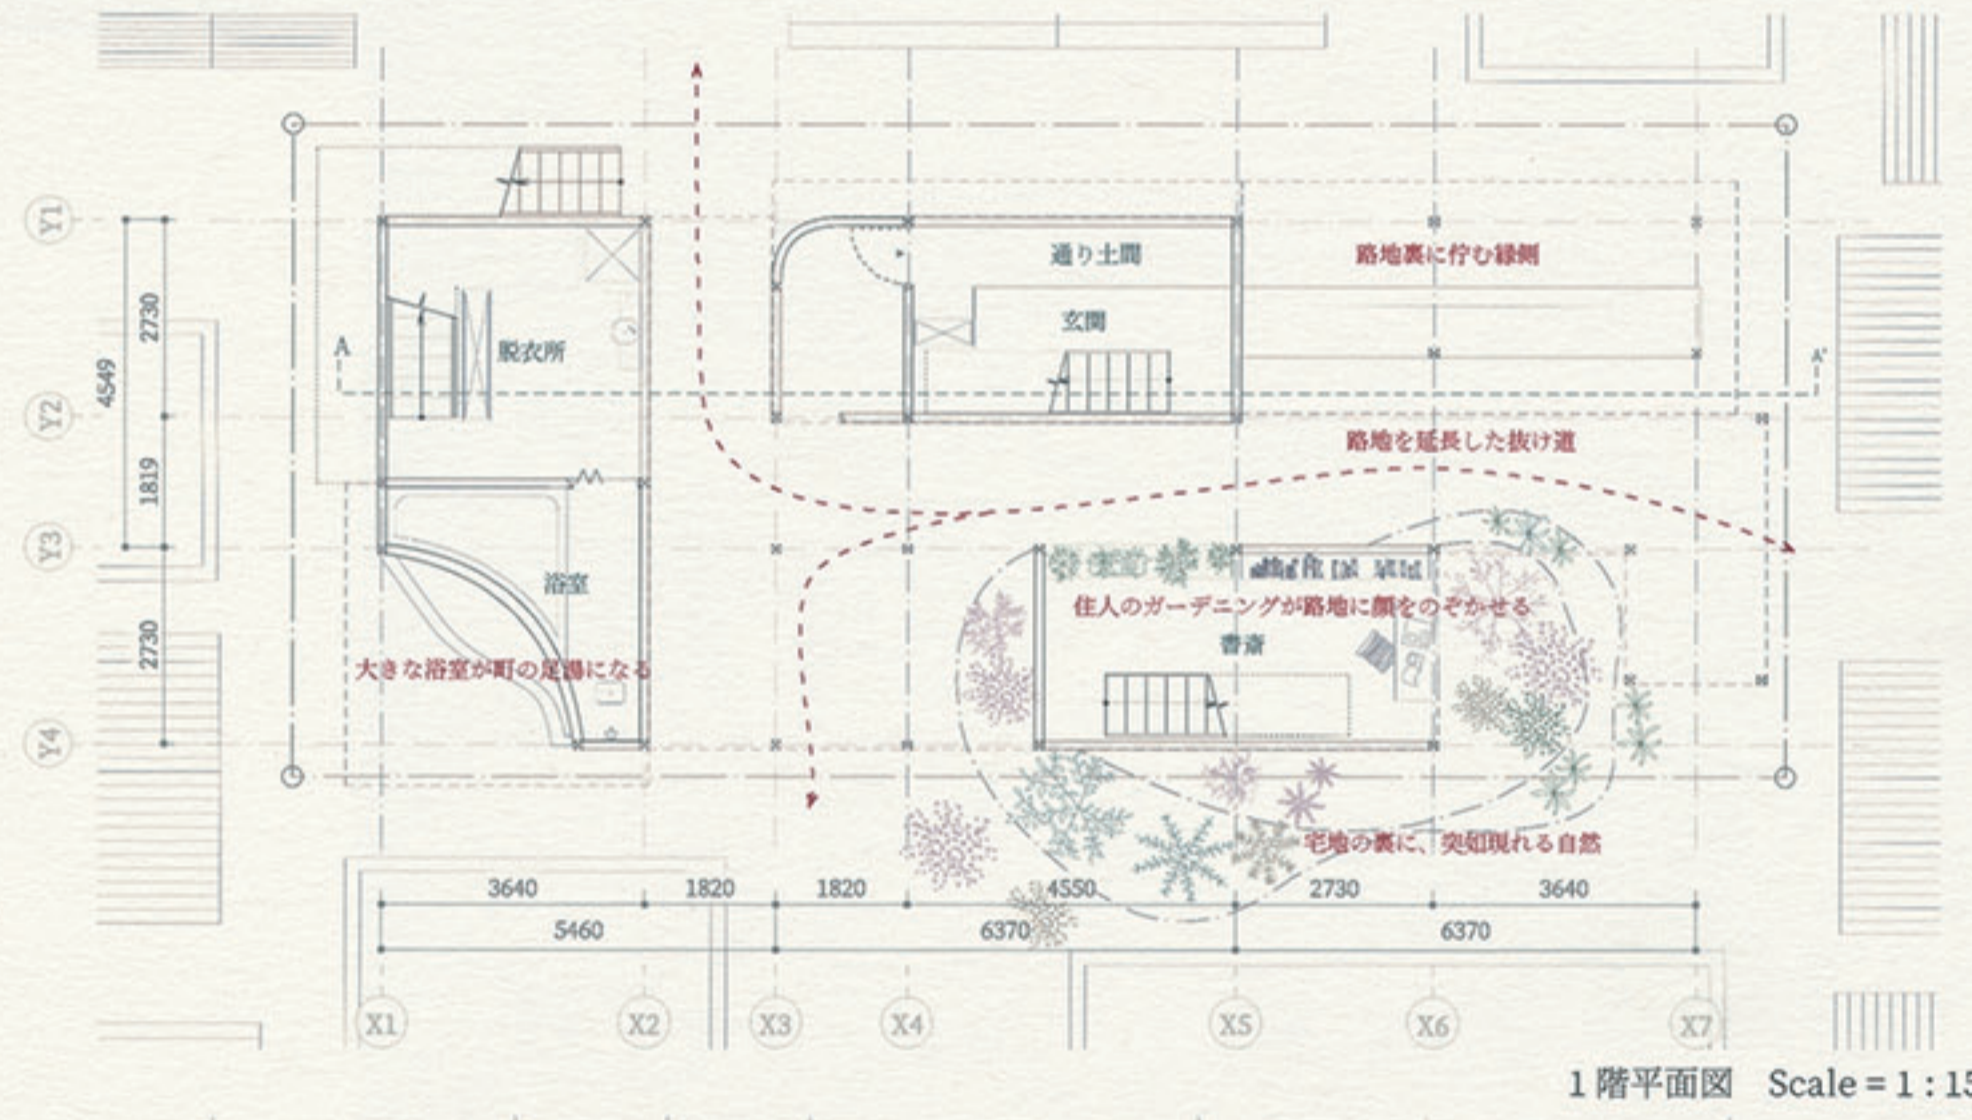 Y1
Y2
Y3
Y4
2730
4549
1819
2730
A
A'
脱衣所
浴室
大きな浴室が町の足湯になる
通り土間
玄関
路地裏に佇む縁側
路地を延長した抜け道
住人のガーデニングが路地に顔をのぞかせる
書斎
宅地の裏に、突如現れる自然
3640 1820 1820 4550 2730 3640
5460 6370 6370
X1 X2 X3 X4 X5 X6 X7
1階平面図 Scale = 1 : 15